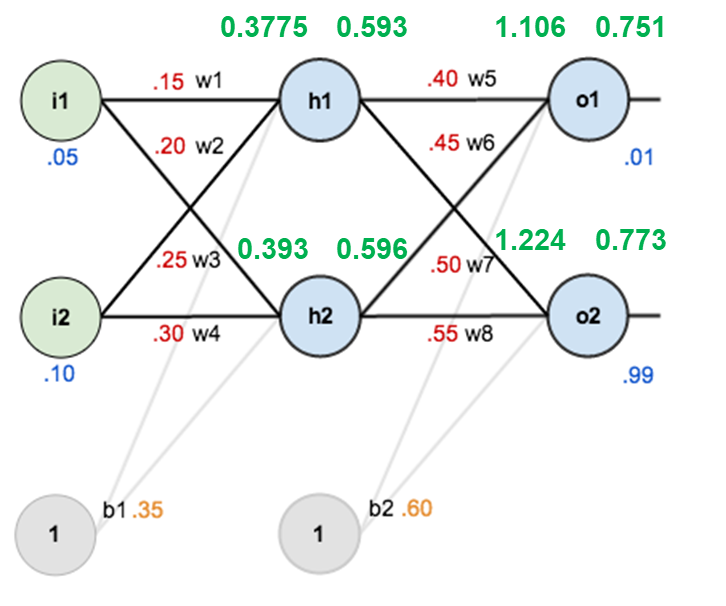 0.3775 0.593 1.106 0.751
i1 .15 w1 h1 .40 w5 o1
.20 w2 .45 w6
.05 .01
.25 w3 0.393 0.596 .50 w7 1.224 0.773
i2 .30 w4 h2 .55 w8 o2
.10 .99
1 b1 .35 1 b2 .60